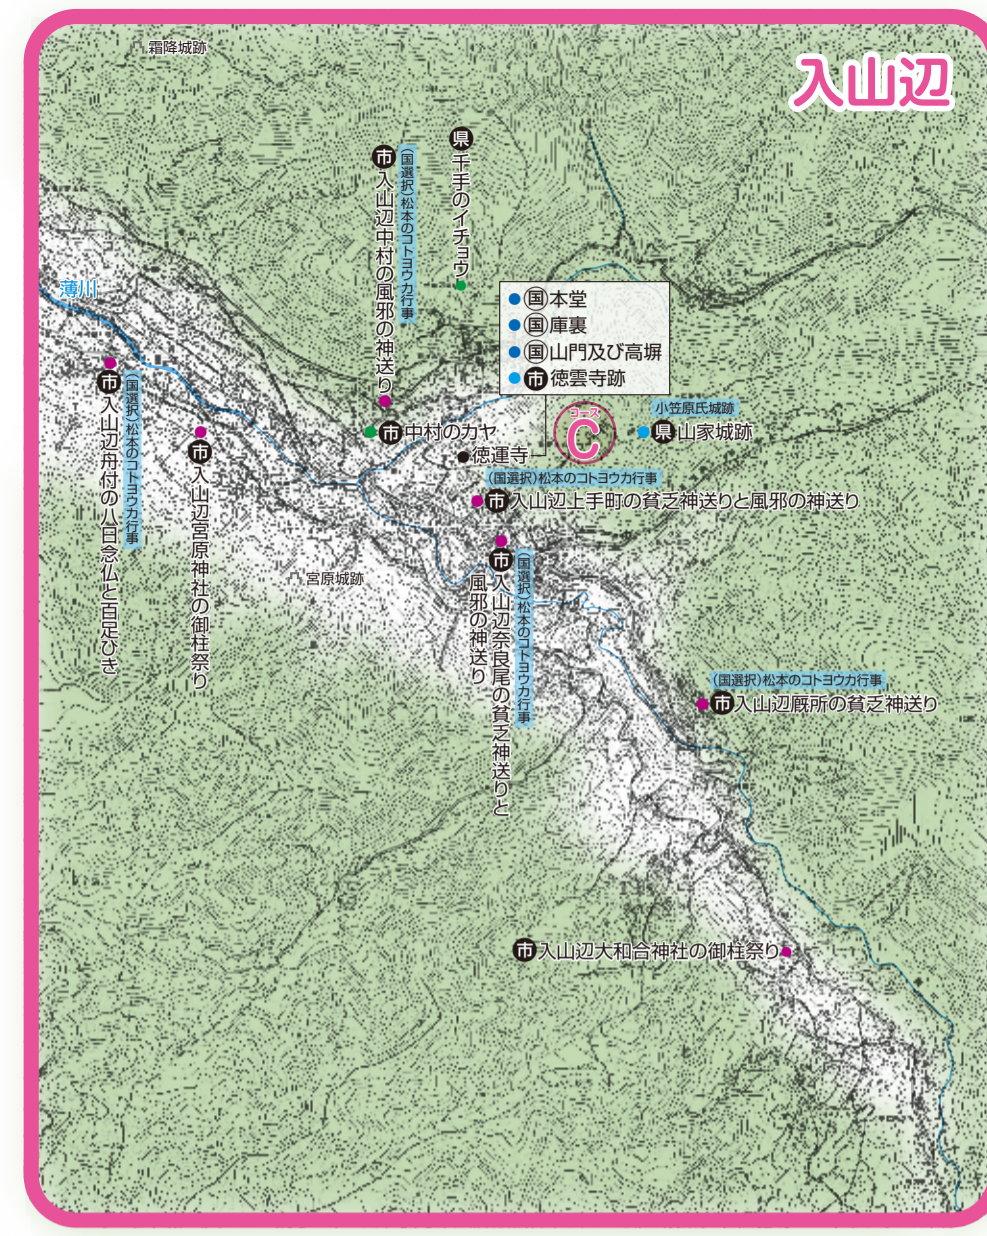 入山辺
霜降城跡
県
千手のイチョウ
市
入山辺中村の風邪の神送り
(国選択)松本のコトヨウカ行事
薄川
国 本堂
国 庫裏
国 山門及び高塀
市 徳雲寺跡
市
入山辺舟付の八日念仏と百足ひき
(国選択)松本のコトヨウカ行事
市
入山辺宮原神社の御柱祭り
市 中村のカヤ
徳運寺
コース
C
小笠原氏城跡
県 山家城跡
(国選択)松本のコトヨウカ行事
市 入山辺上手町の貧乏神送りと風邪の神送り
宮原城跡
市
入山辺奈良尾の貧乏神送りと
風邪の神送り
(国選択)松本のコトヨウカ行事
(国選択)松本のコトヨウカ行事
市 入山辺厩所の貧乏神送り
市 入山辺大和合神社の御柱祭り